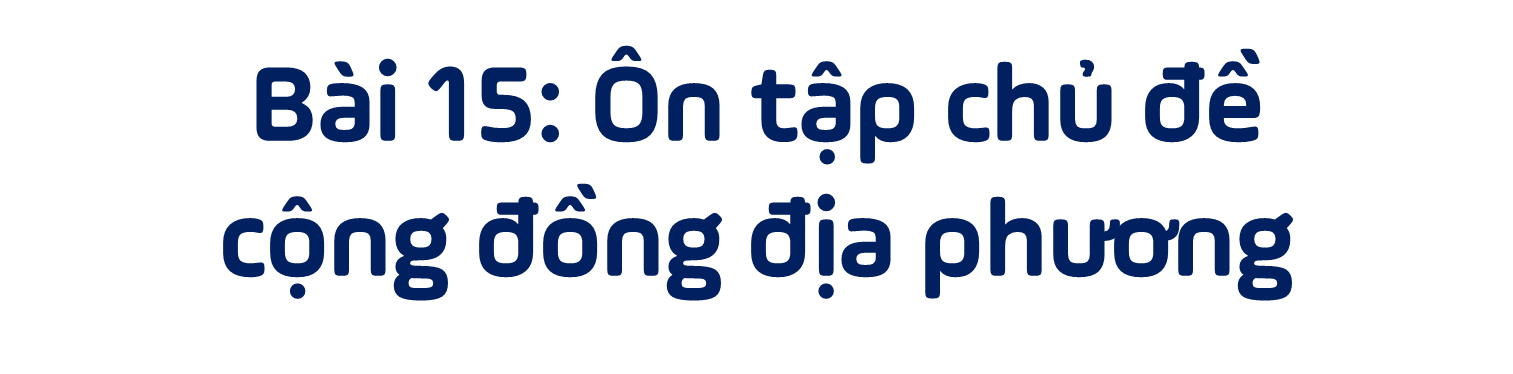 Bài 15: Ôn tập chủ đề
cộng đồng địa phương